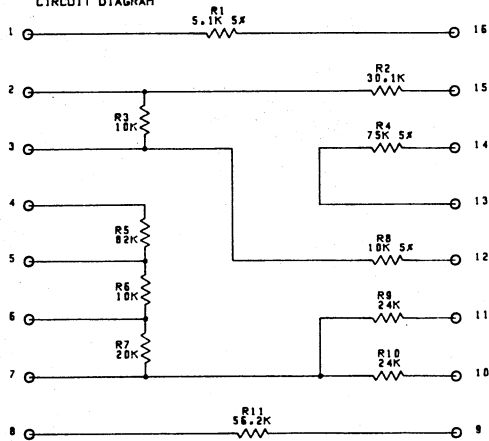 CIRCUIT DIAGRAM
R1
5.1K 5%
1
16
R2
30.1K
2
15
R3
10K
R4
75K 5%
3
14
4
13
R5
82K
R8
10K 5%
5
12
R6
10K
R9
24K
6
11
R7
20K
R10
24K
7
10
R11
56.2K
8
9